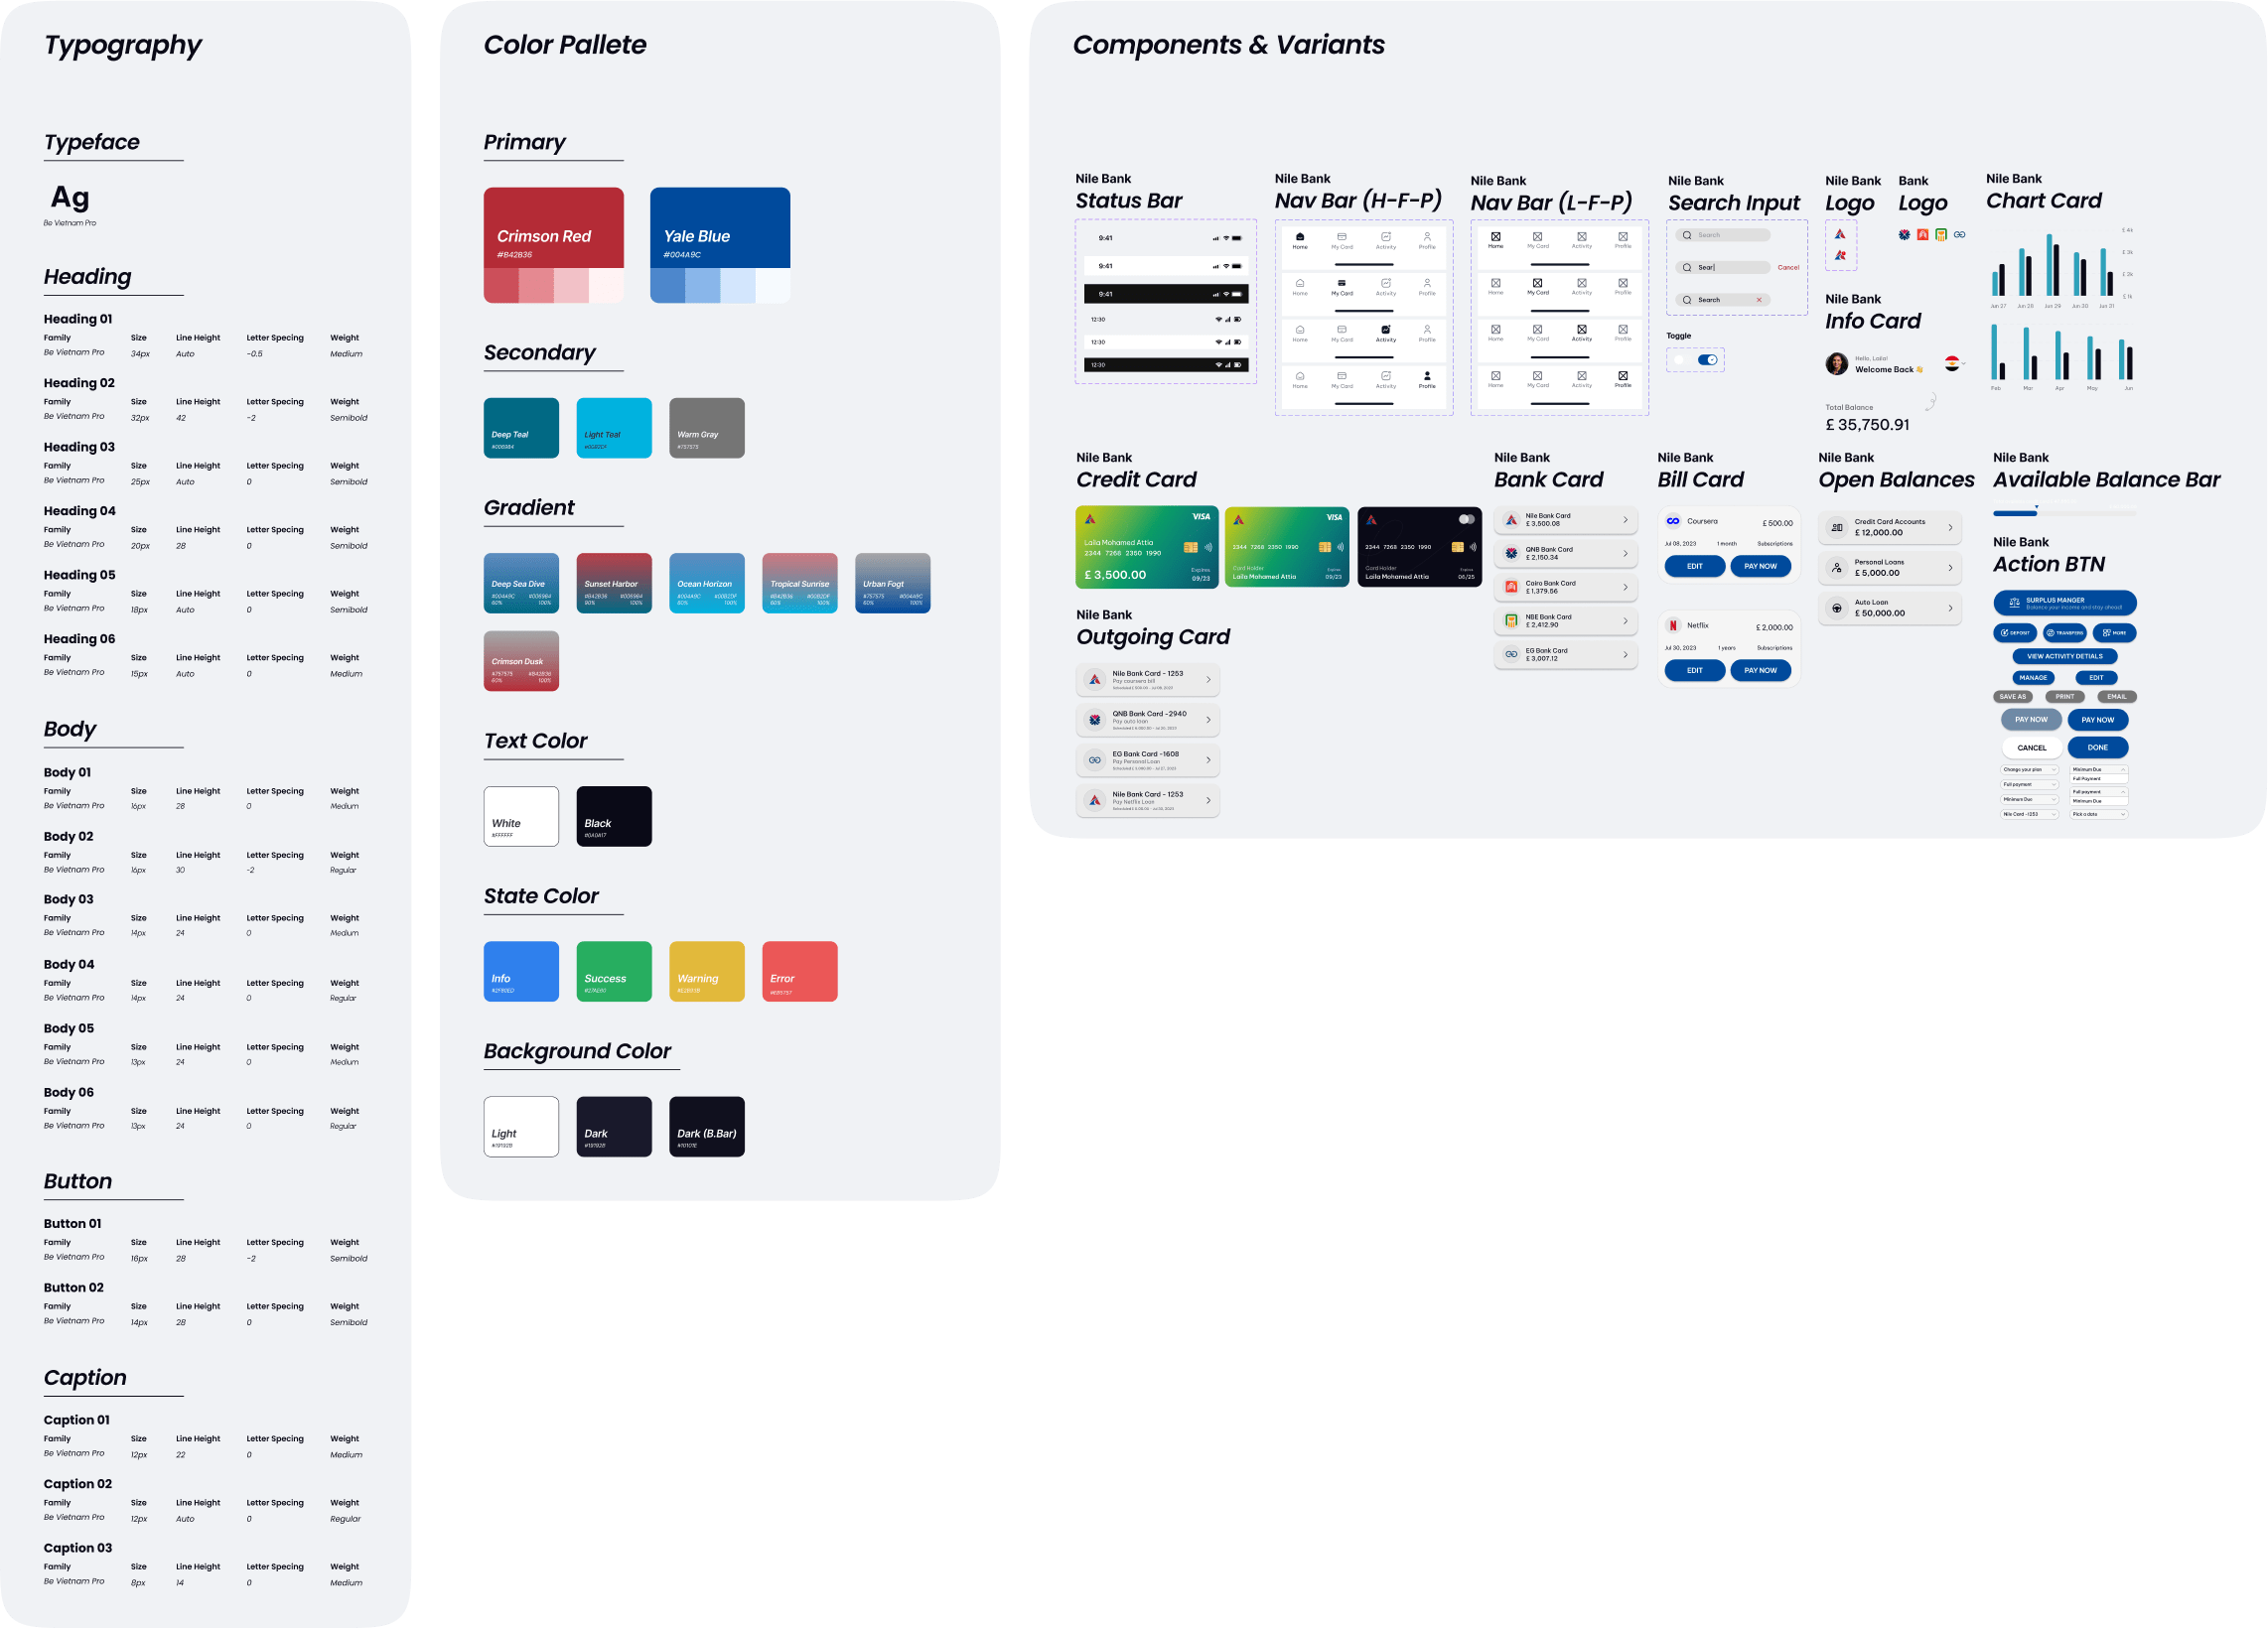 Typography
Typeface
Ag
Be Vietnam Pro
Heading
Heading 01
Family Size Line Height Letter Specing Weight
Be Vietnam Pro 34px Auto -0.5 Medium
Heading 02
Family Size Line Height Letter Specing Weight
Be Vietnam Pro 32px 42 -2 Semibold
Heading 03
Family Size Line Height Letter Specing Weight
Be Vietnam Pro 25px Auto 0 Semibold
Heading 04
Family Size Line Height Letter Specing Weight
Be Vietnam Pro 20px 28 0 Semibold
Heading 05
Family Size Line Height Letter Specing Weight
Be Vietnam Pro 18px Auto 0 Semibold
Heading 06
Family Size Line Height Letter Specing Weight
Be Vietnam Pro 15px Auto 0 Medium
Body
Body 01
Family Size Line Height Letter Specing Weight
Be Vietnam Pro 16px 28 0 Medium
Body 02
Family Size Line Height Letter Specing Weight
Be Vietnam Pro 16px 30 -2 Regular
Body 03
Family Size Line Height Letter Specing Weight
Be Vietnam Pro 14px 24 0 Medium
Body 04
Family Size Line Height Letter Specing Weight
Be Vietnam Pro 14px 24 0 Regular
Body 05
Family Size Line Height Letter Specing Weight
Be Vietnam Pro 13px 24 0 Medium
Body 06
Family Size Line Height Letter Specing Weight
Be Vietnam Pro 13px 24 0 Regular
Button
Button 01
Family Size Line Height Letter Specing Weight
Be Vietnam Pro 16px 28 -2 Semibold
Button 02
Family Size Line Height Letter Specing Weight
Be Vietnam Pro 14px 28 0 Semibold
Caption
Caption 01
Family Size Line Height Letter Specing Weight
Be Vietnam Pro 12px 22 0 Medium
Caption 02
Family Size Line Height Letter Specing Weight
Be Vietnam Pro 12px Auto 0 Regular
Caption 03
Family Size Line Height Letter Specing Weight
Be Vietnam Pro 8px 14 0 Medium
Color Pallete
Primary
Crimson Red
#B42B36
Yale Blue
#004A9C
Secondary
Deep Teal
#006984
Light Teal
#00B2DF
Warm Gray
#757575
Gradient
Deep Sea Dive
#004A9C #006984
80% 100%
Sunset Harbor
#B42B36 #006984
80% 100%
Ocean Horizon
#004A9C #00B2DF
80% 100%
Tropical Sunrise
#B42B36 #00B2DF
80% 100%
Urban Fogt
#757575 #004A9C
60% 100%
Crimson Dusk
#757575 #B42B36
60% 100%
Text Color
White
#FFFFFF
Black
#0A0A17
State Color
Info
Success
Warning
Error
Background Color
Light
#19192B
Dark
#19192B
Dark (B.Bar)
#10101E
Components & Variants
Nile Bank
Status Bar
9:41
9:41
9:41
12:30
12:30
12:30
Nile Bank
Nav Bar (H-F-P)
Home My Card Activity Profile
Home My Card Activity Profile
Home My Card Activity Profile
Home My Card Activity Profile
Nile Bank
Nav Bar (L-F-P)
Home My Card Activity Profile
Home My Card Activity Profile
Home My Card Activity Profile
Home My Card Activity Profile
Nile Bank
Search Input
Search
Sear Cancel
Search
Toggle
Nile Bank
Logo
Bank
Logo
Nile Bank
Info Card
Hello, Laila!
Welcome Back
Total Balance
£ 35,750.91
Nile Bank
Chart Card
£ 4k
£ 3k
£ 2k
£ 1k
Jun 27 Jun 28 Jun 29 Jun 30 Jun 31
Feb Mar Apr May Jun
Nile Bank
Credit Card
VISA
Laila Mohamed Attia
2344 7268 2350 1990
£ 3,500.00
Expires
09/23
VISA
2344 7268 2350 1990
Card Holder
Laila Mohamed Attia
Expires
09/23
2344 7268 2350 1990
Card Holder
Laila Mohamed Attia
Expires
06/25
Nile Bank
Outgoing Card
Nile Bank Card - 1253
Pay coursera bill
QNB Bank Card -2940
Pay auto loan
EG Bank Card -1608
Pay Personal Loan
Nile Bank Card - 1253
Pay Netflix Loan
Nile Bank
Bank Card
Nile Bank Card
£ 3,500.08
QNB Bank Card
£ 2,150.34
Cairo Bank Card
£ 1,379.56
NBE Bank Card
£ 2,412.90
EG Bank Card
£ 3,007.12
Nile Bank
Bill Card
Coursera £ 500.00
Jul 08, 2023 1 month Subscriptions
EDIT PAY NOW
Netflix £ 2,000.00
Jul 30, 2023 1 years Subscriptions
EDIT PAY NOW
Nile Bank
Open Balances
Credit Card Accounts
£ 12,000.00
Personal Loans
£ 5,000.00
Auto Loan
£ 50,000.00
Nile Bank
Available Balance Bar
Nile Bank
Action BTN
SURPLUS MANGER
Balance your income and stay ahead!
DEPOSIT TRANSFERS MORE
VIEW ACTIVITY DETIALS
MANAGE EDIT
SAVE AS PRINT EMAIL
PAY NOW PAY NOW
CANCEL DONE
Change your plan Minimum Due
Full Payment
Full payment
Full payment
Minimum Due Minimum Due
Nile Card -1253 Pick a date